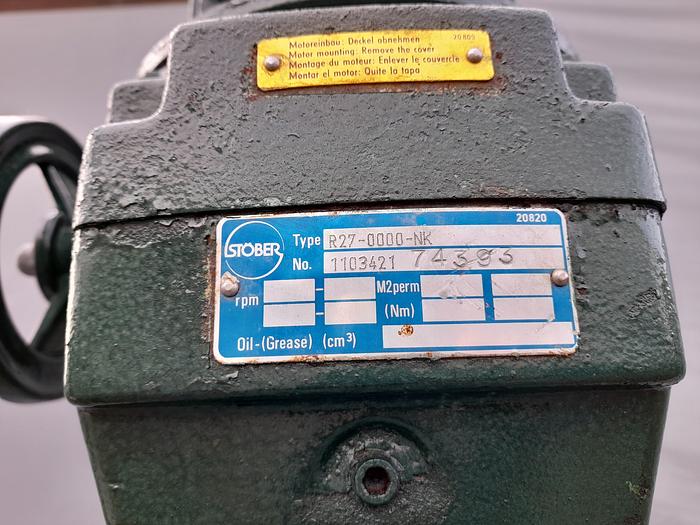 Motoreinbau: Deckel abnehmen 20809
Motor mounting: Remove the cover
Montage du moteur: Enlever le couvercle
Montar el motor: Quite la tapa
20820
STÖBER
Type R27-0000-NK
No. 1103421 74393
rpm - M2perm
- (Nm)
Oil-(Grease) (cm³)